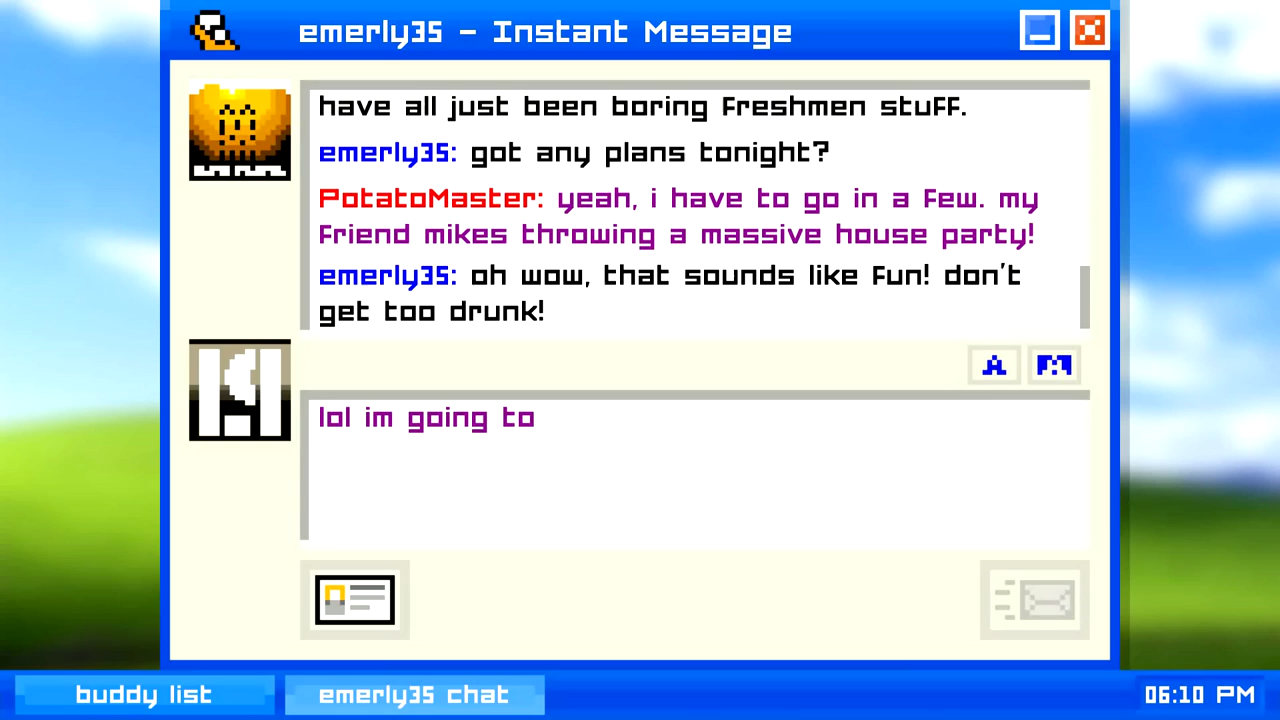 emerly35 - Instant Message
have all just been boring freshmen stuff.
emerly35: got any plans tonight?
PotatoMaster: yeah, i have to go in a few. my
friend mikes throwing a massive house party!
emerly35: oh wow, that sounds like fun! don't
get too drunk!
A
lol im going to
buddy list
emerly35 chat
06:10 PM